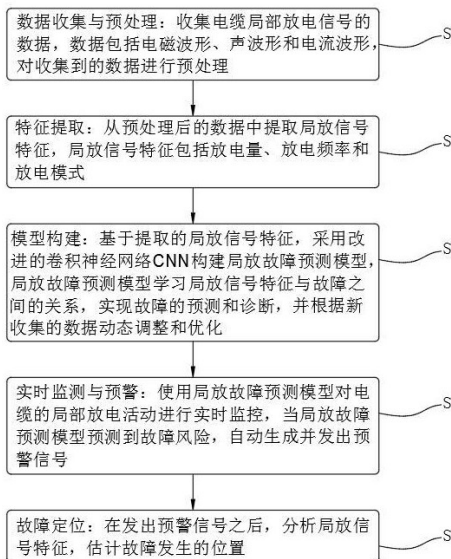 数据收集与预处理：收集电缆局部放电信号的
数据，数据包括电磁波形、声波形和电流波形，
对收集到的数据进行预处理
S
特征提取：从预处理后的数据中提取局放信号
特征，局放信号特征包括放电量、放电频率和
放电模式
S
模型构建：基于提取的局放信号特征，采用改
进的卷积神经网络CNN构建局放故障预测模型，
局放故障预测模型学习局放信号特征与故障之
间的关系，实现故障的预测和诊断，并根据新
收集的数据动态调整和优化
S
实时监测与预警：使用局放故障预测模型对电
缆的局部放电活动进行实时监控，当局放故障
预测模型预测到故障风险，自动生成并发出预
警信号
S
故障定位：在发出预警信号之后，分析局放信
号特征，估计故障发生的位置
S